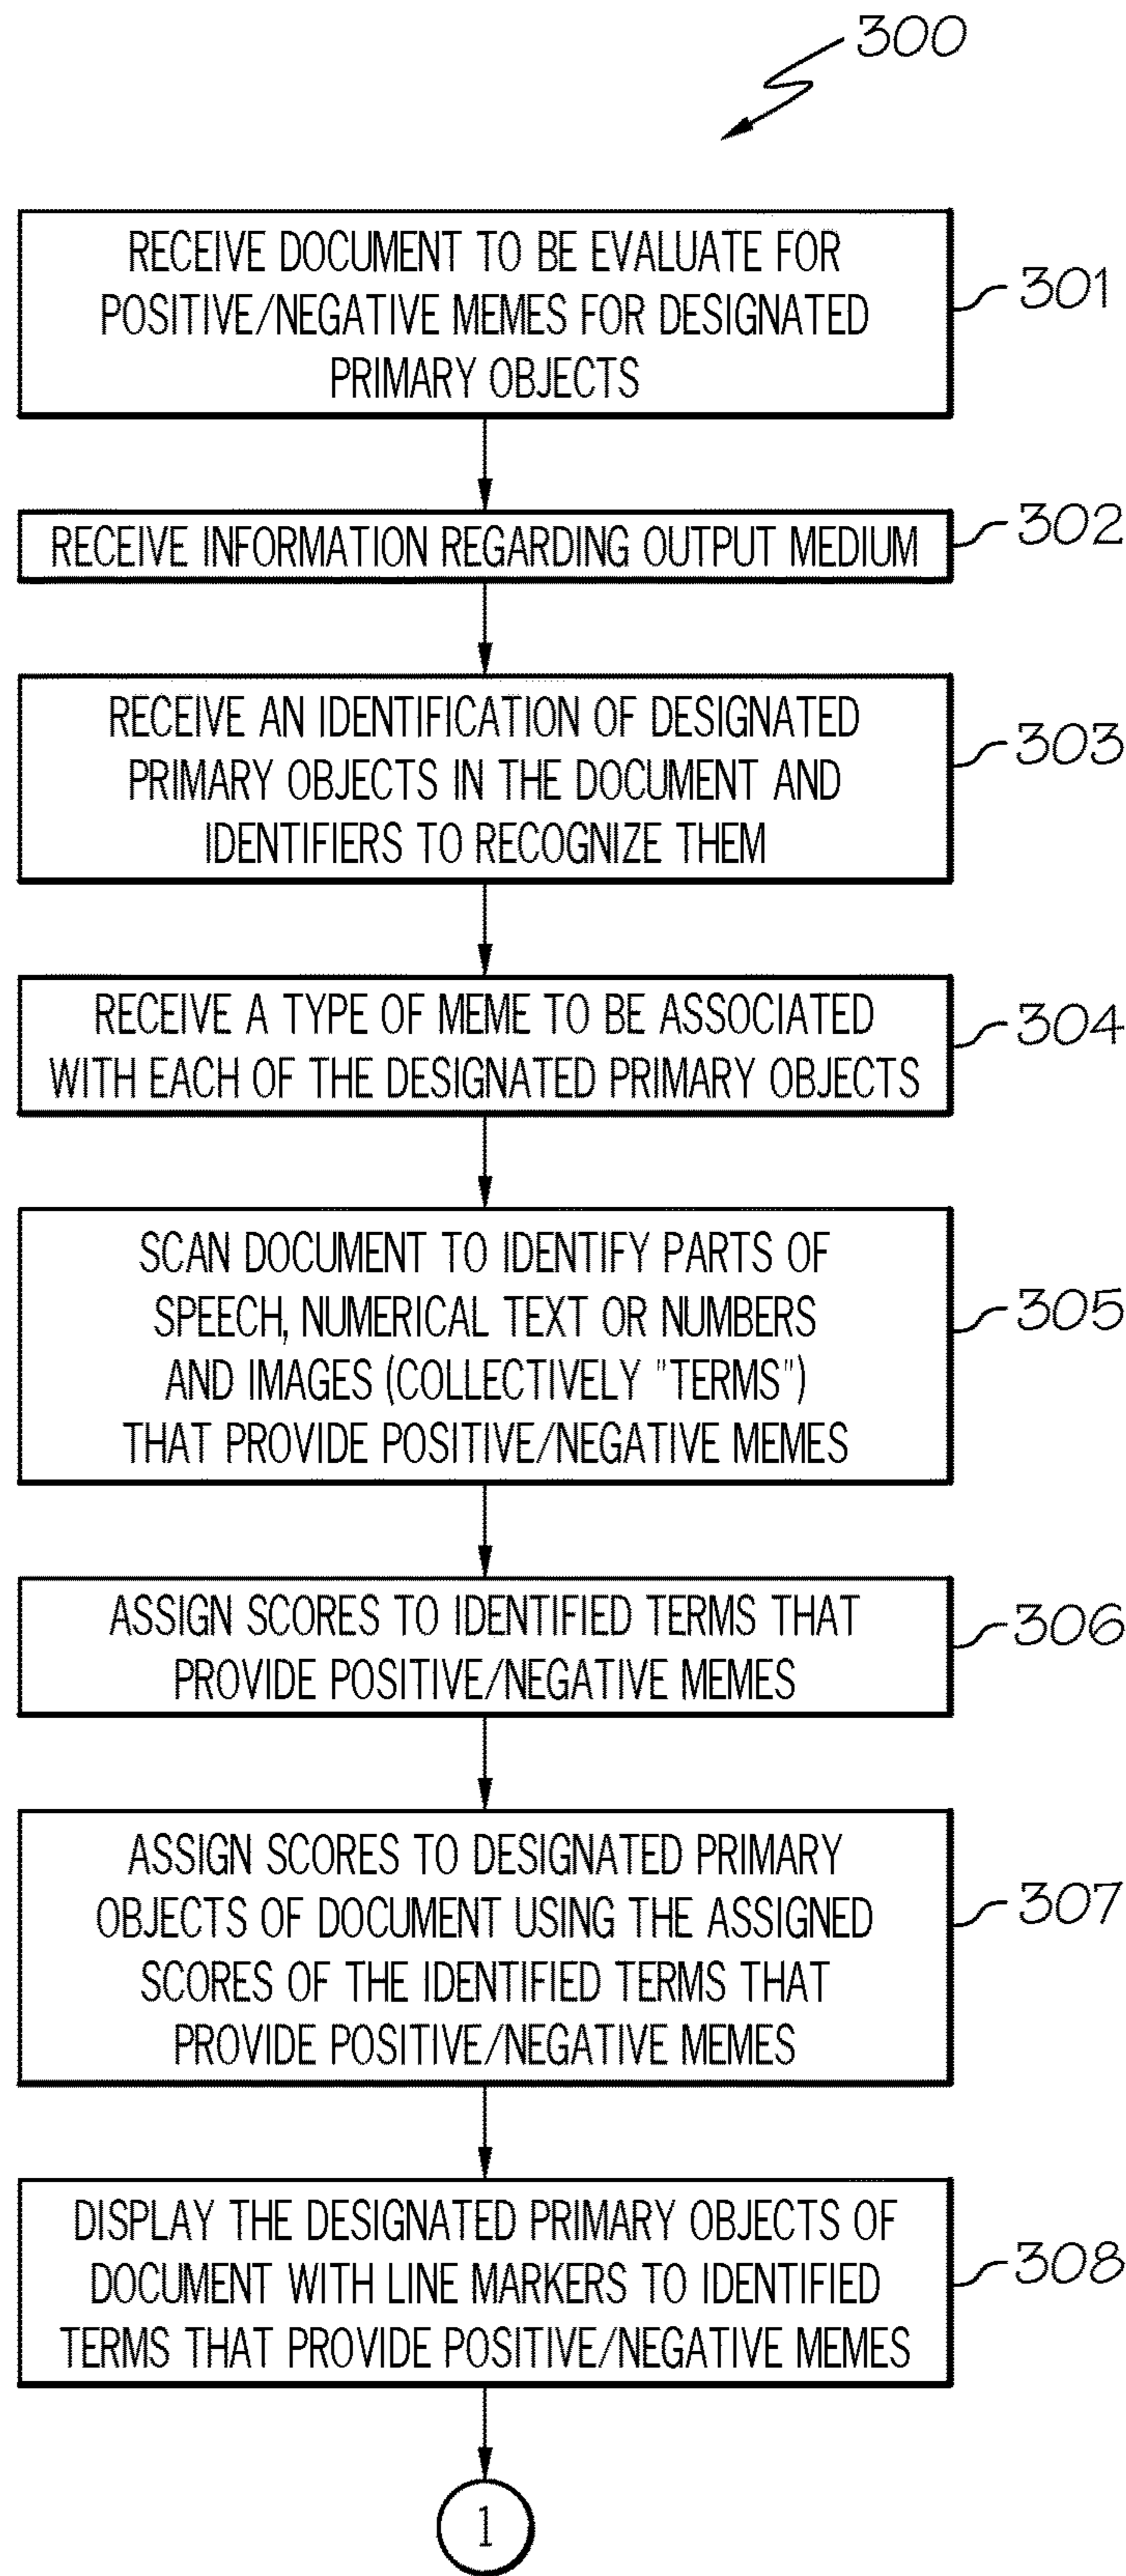 300
RECEIVE DOCUMENT TO BE EVALUATE FOR
POSITIVE/NEGATIVE MEMES FOR DESIGNATED
PRIMARY OBJECTS
301
RECEIVE INFORMATION REGARDING OUTPUT MEDIUM
302
RECEIVE AN IDENTIFICATION OF DESIGNATED
PRIMARY OBJECTS IN THE DOCUMENT AND
IDENTIFIERS TO RECOGNIZE THEM
303
RECEIVE A TYPE OF MEME TO BE ASSOCIATED
WITH EACH OF THE DESIGNATED PRIMARY OBJECTS
304
SCAN DOCUMENT TO IDENTIFY PARTS OF
SPEECH, NUMERICAL TEXT OR NUMBERS
AND IMAGES (COLLECTIVELY "TERMS")
THAT PROVIDE POSITIVE/NEGATIVE MEMES
305
ASSIGN SCORES TO IDENTIFIED TERMS THAT
PROVIDE POSITIVE/NEGATIVE MEMES
306
ASSIGN SCORES TO DESIGNATED PRIMARY
OBJECTS OF DOCUMENT USING THE ASSIGNED
SCORES OF THE IDENTIFIED TERMS THAT
PROVIDE POSITIVE/NEGATIVE MEMES
307
DISPLAY THE DESIGNATED PRIMARY OBJECTS OF
DOCUMENT WITH LINE MARKERS TO IDENTIFIED
TERMS THAT PROVIDE POSITIVE/NEGATIVE MEMES
308
1